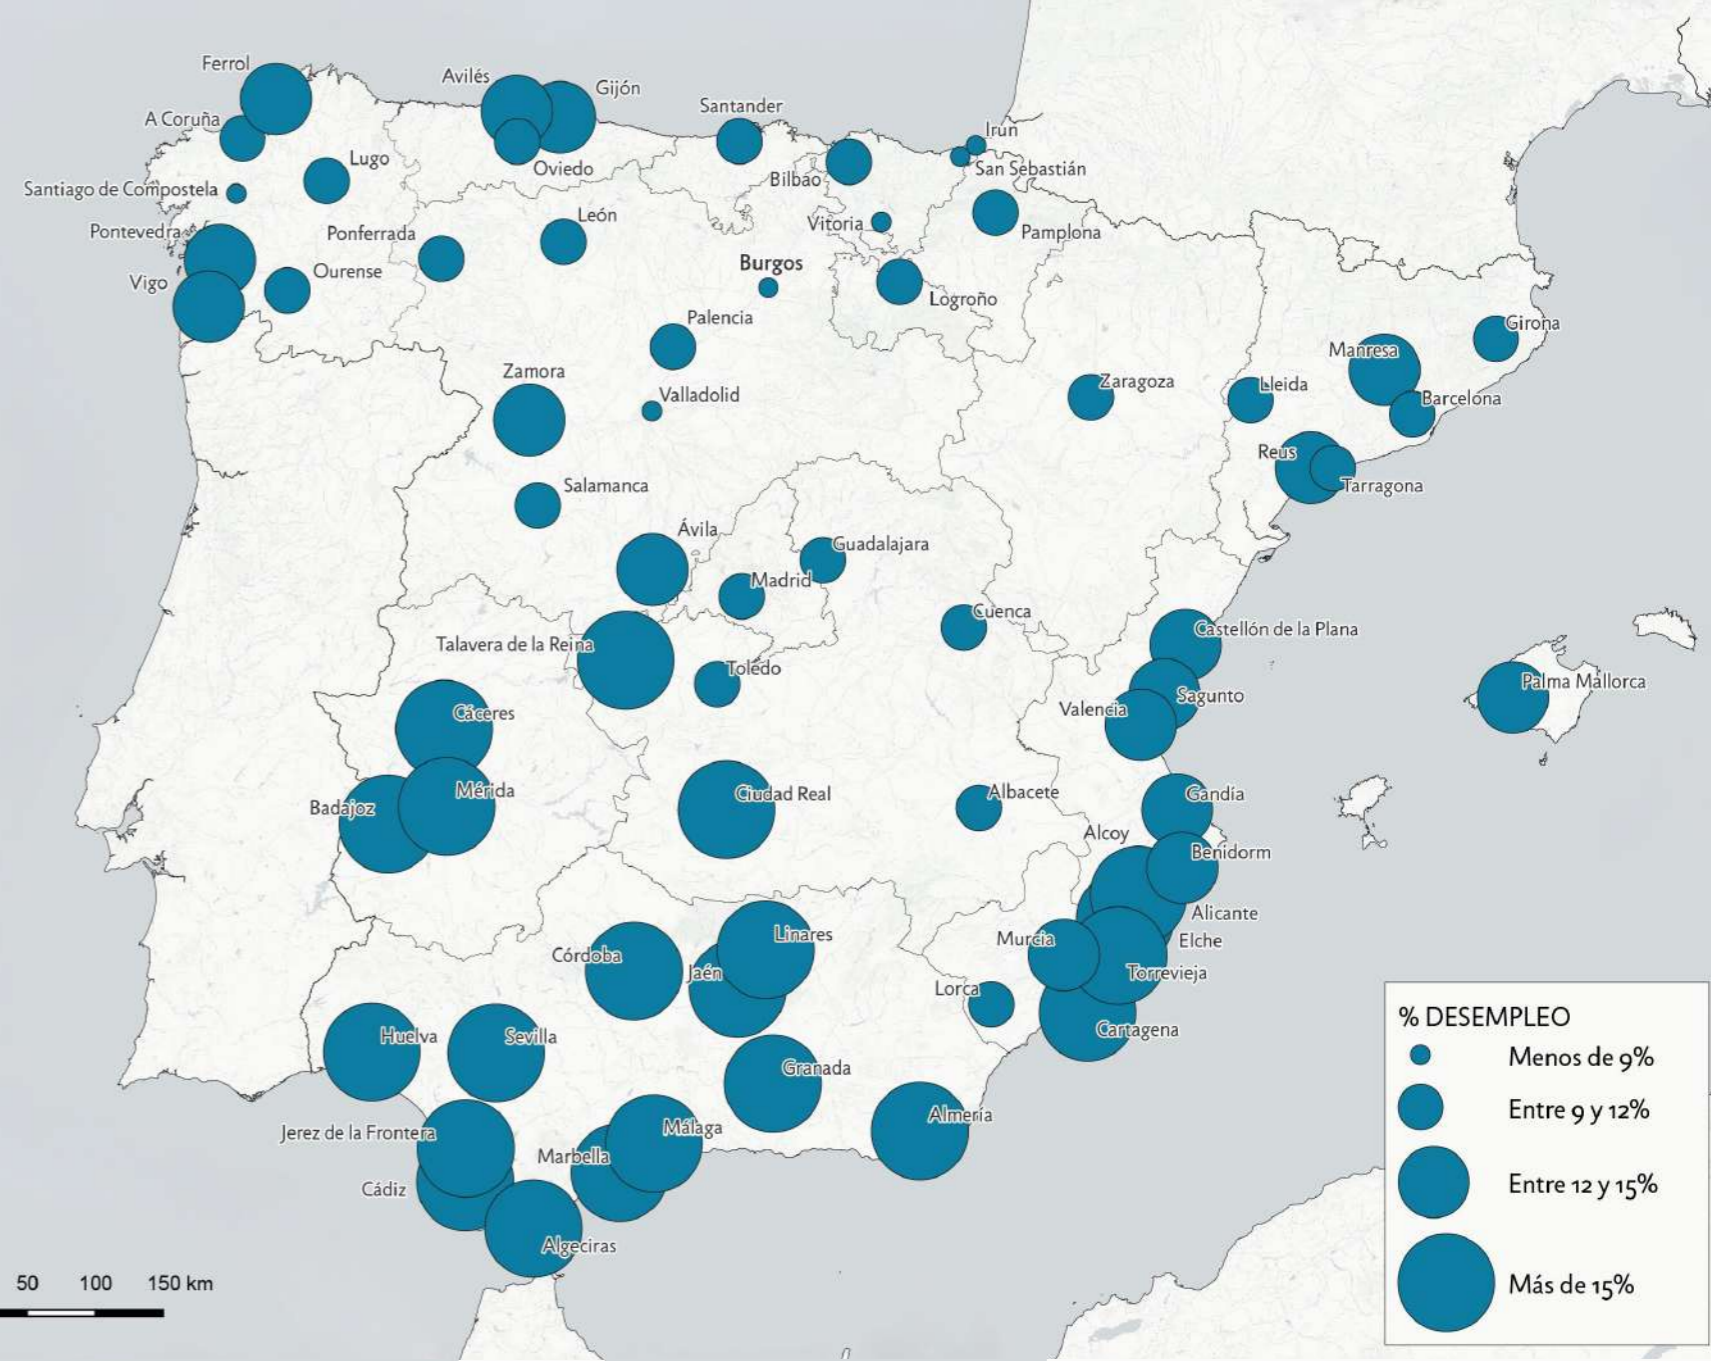 Ferrol
Avilés
Gijón
A Coruña
Santander
Irún
Lugo
Oviedo
Bilbao
San Sebastián
Santiago de Compostela
Pontevedra
Ponferrada
León
Vitoria
Pamplona
Vigo
Ourense
Burgos
Logroño
Palencia
Girona
Manresa
Zamora
Valladolid
Zaragoza
Lleida
Barcelona
Reus
Tarragona
Salamanca
Ávila
Guadalajara
Madrid
Cuenca
Castellón de la Plana
Talavera de la Reina
Toledo
Palma Mallorca
Sagunto
Valencia
Cáceres
Mérida
Badajoz
Ciudad Real
Albacete
Gandía
Alcoy
Benidorm
Alicante
Elche
Linares
Murcia
Córdoba
Jaén
Torrevieja
Lorca
Cartagena
Huelva
Sevilla
Granada
Almería
Jerez de la Frontera
Málaga
Marbella
Cádiz
Algeciras
50 100 150 km
% DESEMPLEO
Menos de 9%
Entre 9 y 12%
Entre 12 y 15%
Más de 15%